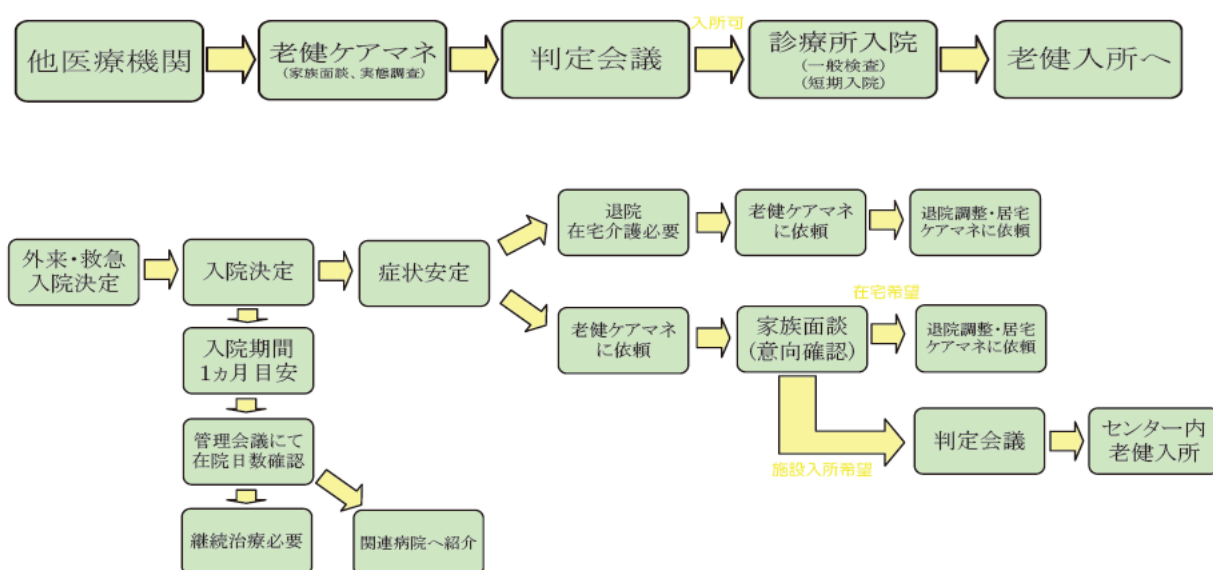 入所可
他医療機関
老健ケアマネ
(家族面談、実態調査)
判定会議
診療所入院
(一般検査)
(短期入院)
老健入所へ
退院
在宅介護必要
老健ケアマネ
に依頼
退院調整・居宅
ケアマネに依頼
外来・救急
入院決定
入院決定
症状安定
在宅希望
老健ケアマネ
に依頼
家族面談
(意向確認)
退院調整・居宅
ケアマネに依頼
入院期間
1ヵ月目安
管理会議にて
在院日数確認
施設入所希望
判定会議
センター内
老健入所
継続治療必要
関連病院へ紹介